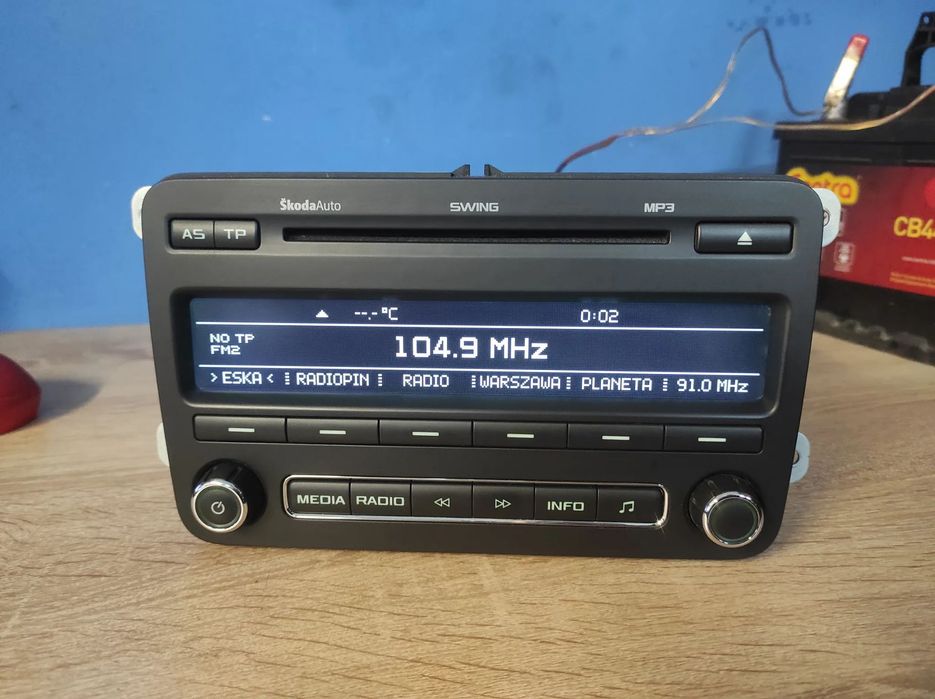 ŠkodaAuto SWING MP3
AS TP
--.-°C 0:02
NO TP
FM2
104.9 MHz
>ESKA< RADIOPIN RADIO WARSZAWA PLANETA 91.0 MHz
MEDIA RADIO INFO
Centra
CB44